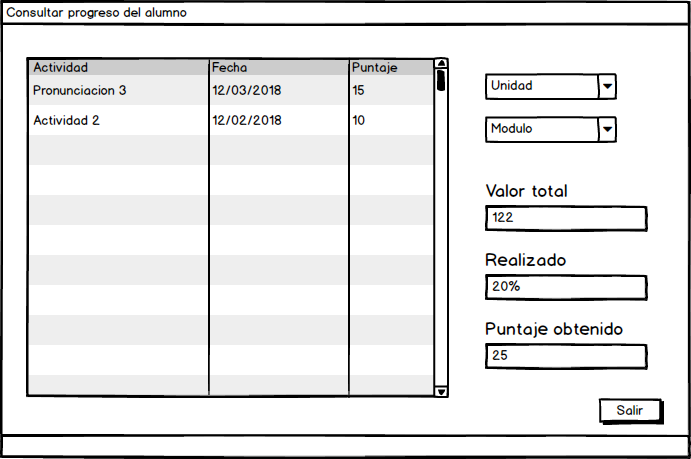 Consultar progreso del alumno
Actividad Fecha Puntaje
Pronunciacion 3 12/03/2018 15
Actividad 2 12/02/2018 10
Unidad
Modulo
Valor total
122
Realizado
20%
Puntaje obtenido
25
Salir